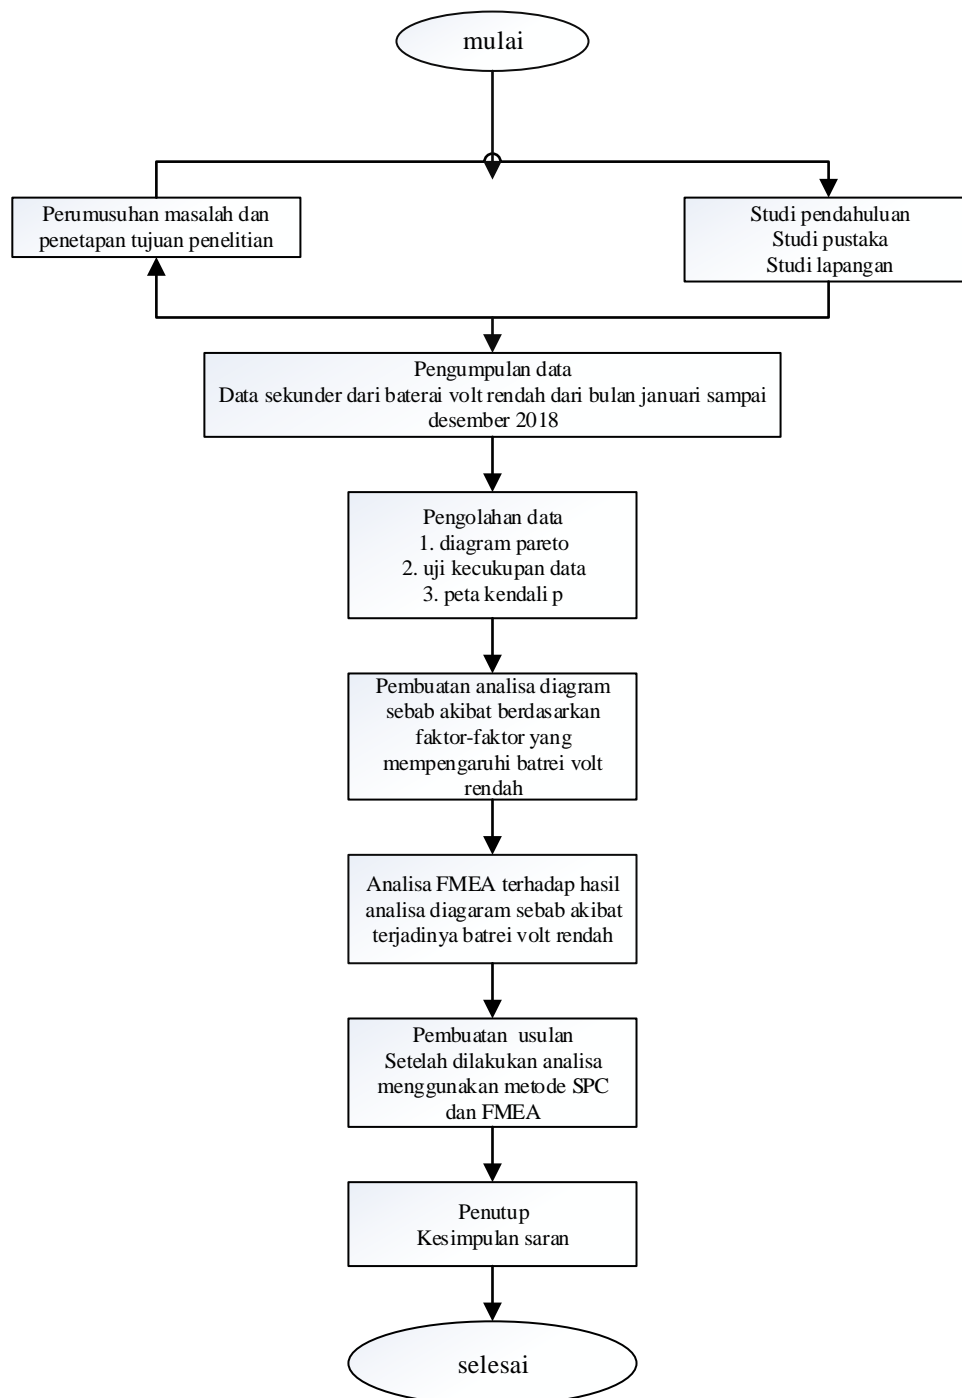 mulai
Perumusuhan masalah dan
penetapan tujuan penelitian
Studi pendahuluan
Studi pustaka
Studi lapangan
Pengumpulan data
Data sekunder dari baterai volt rendah dari bulan januari sampai
desember 2018
Pengolahan data
1. diagram pareto
2. uji kecukupan data
3. peta kendali p
Pembuatan analisa diagram
sebab akibat berdasarkan
faktor-faktor yang
mempengaruhi batrei volt
rendah
Analisa FMEA terhadap hasil
analisa diagaram sebab akibat
terjadinya batrei volt rendah
Pembuatan usulan
Setelah dilakukan analisa
menggunakan metode SPC
dan FMEA
Penutup
Kesimpulan saran
selesai